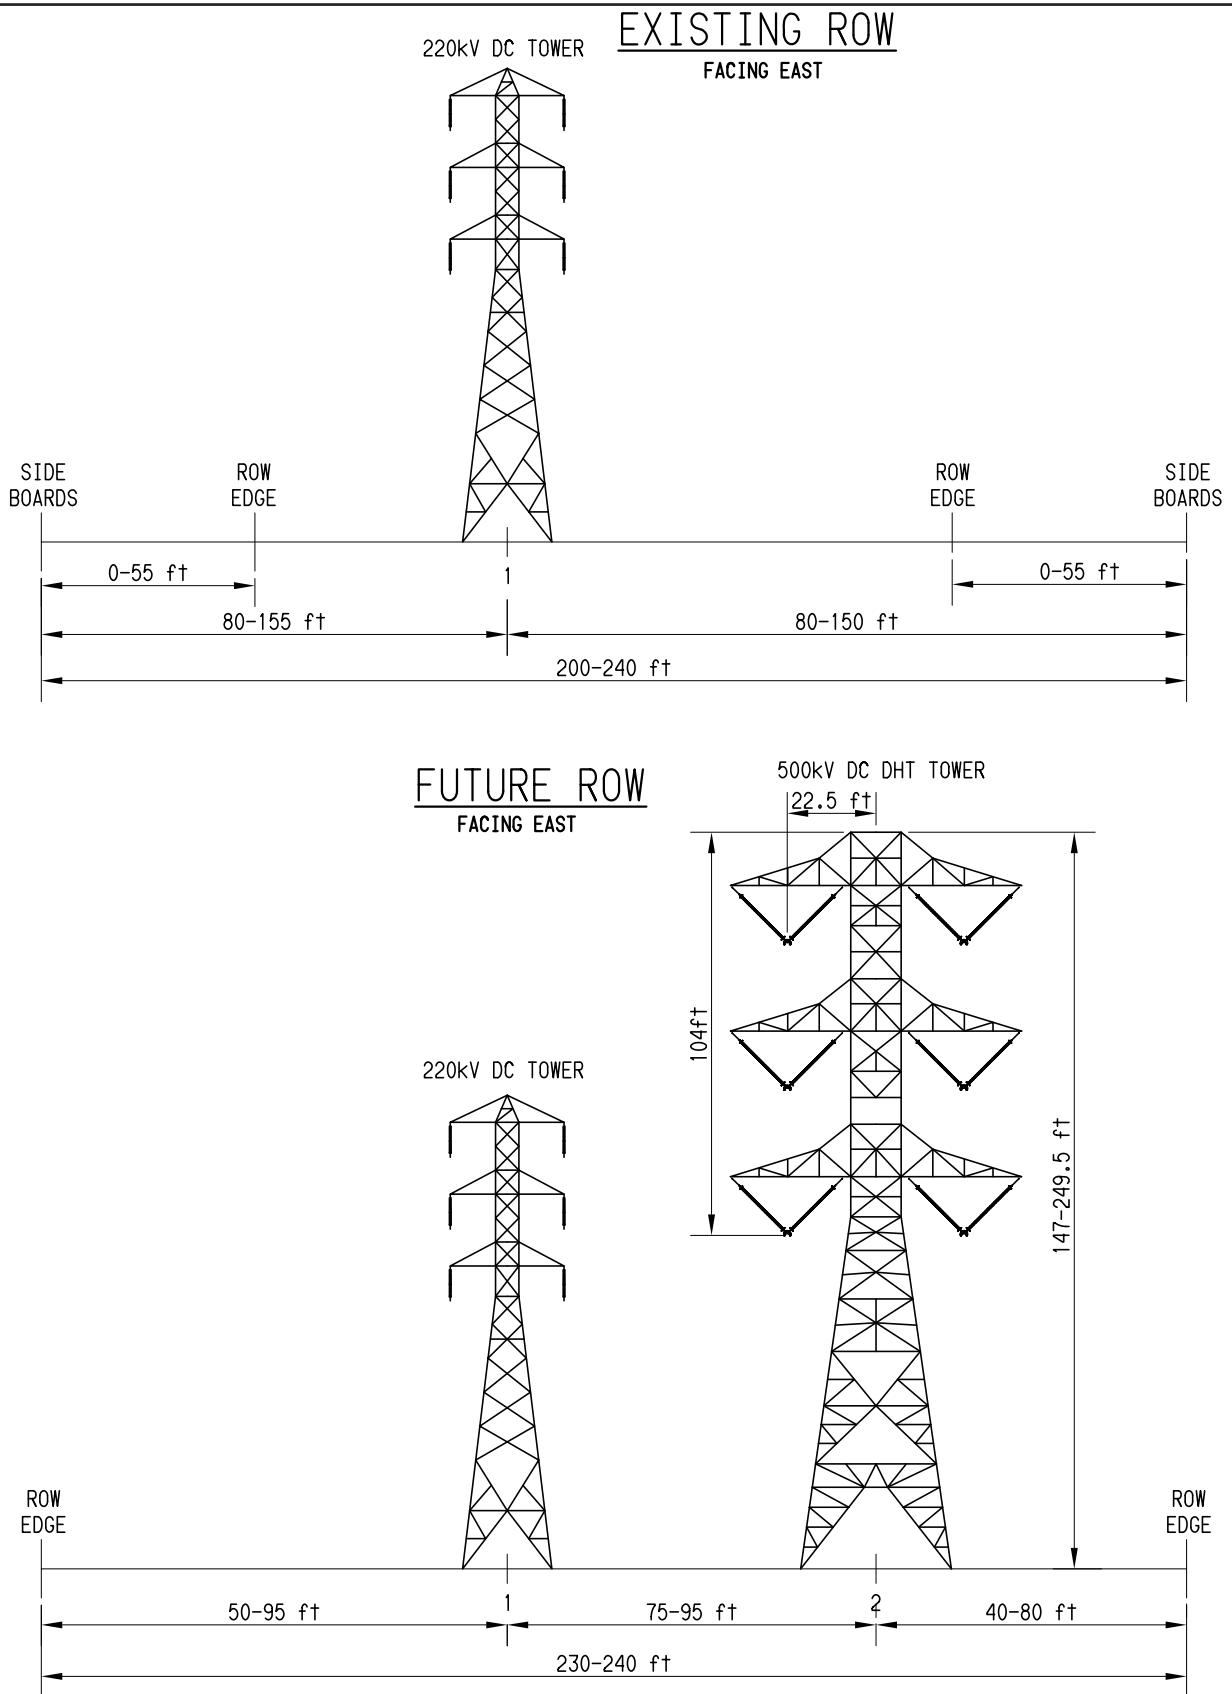 EXISTING ROW
FACING EAST
220kV DC TOWER
SIDE
BOARDS
ROW
EDGE
ROW
EDGE
SIDE
BOARDS
0-55 ft
1
0-55 ft
80-155 ft
80-150 ft
200-240 ft
FUTURE ROW
FACING EAST
500kV DC DHT TOWER
22.5 ft
104ft
147-249.5 ft
220kV DC TOWER
ROW
EDGE
ROW
EDGE
1
2
50-95 ft
75-95 ft
40-80 ft
230-240 ft